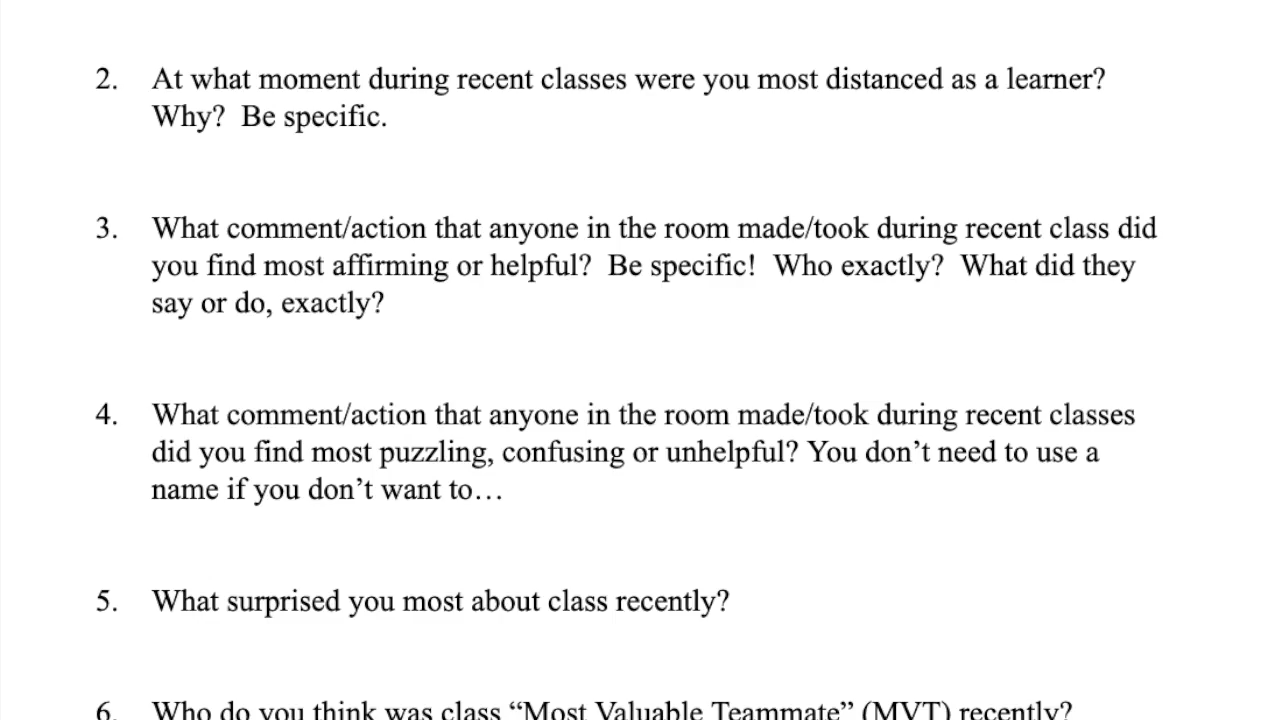 2. At what moment during recent classes were you most distanced as a learner?
Why?  Be specific.
3. What comment/action that anyone in the room made/took during recent class did
you find most affirming or helpful?  Be specific!  Who exactly?  What did they
say or do, exactly?
4. What comment/action that anyone in the room made/took during recent classes
did you find most puzzling, confusing or unhelpful? You don’t need to use a
name if you don’t want to…
5. What surprised you most about class recently?
6. Who do you think was class “Most Valuable Teammate” (MVT) recently?